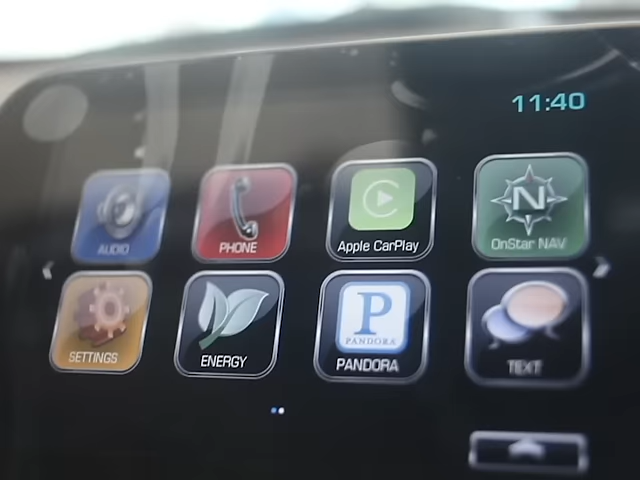 11:40
AUDIO
PHONE
Apple CarPlay
N
OnStar NAV
SETTINGS
ENERGY
P
PANDORA
PANDORA
TEXT